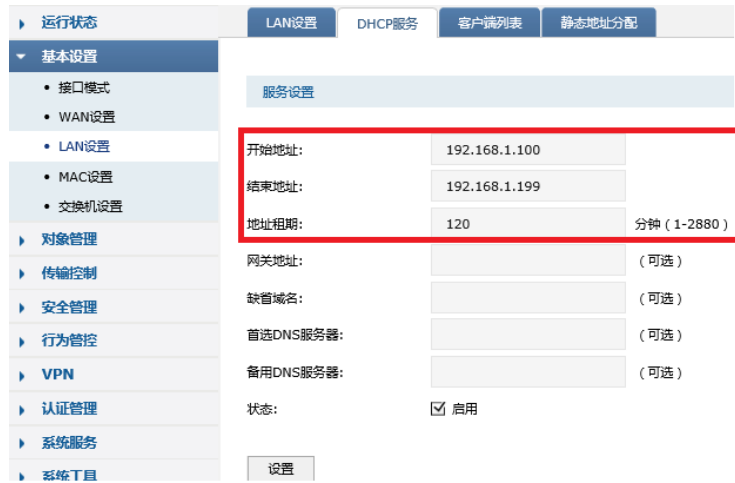 运行状态
基本设置
接口模式
WAN设置
LAN设置
MAC设置
交换机设置
对象管理
传输控制
安全管理
行为管控
VPN
认证管理
系统服务
系统工具
LAN设置 DHCP服务 客户端列表 静态地址分配
服务设置
开始地址: 192.168.1.100
结束地址: 192.168.1.199
地址租期: 120 分钟 ( 1-2880 )
网关地址: ( 可选 )
缺省域名: ( 可选 )
首选DNS服务器: ( 可选 )
备用DNS服务器: ( 可选 )
状态: 启用
设置